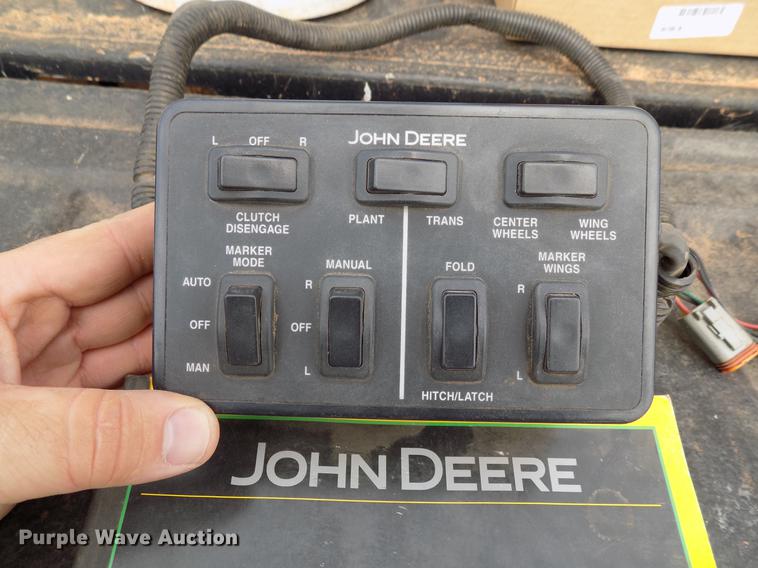 L OFF R
JOHN DEERE
CLUTCH
DISENGAGE
PLANT TRANS
CENTER
WHEELS
WING
WHEELS
MARKER
MODE
AUTO
OFF
MAN
MANUAL
R
OFF
L
FOLD
HITCH/LATCH
MARKER
WINGS
R
L
JOHN DEERE
Purple Wave Auction